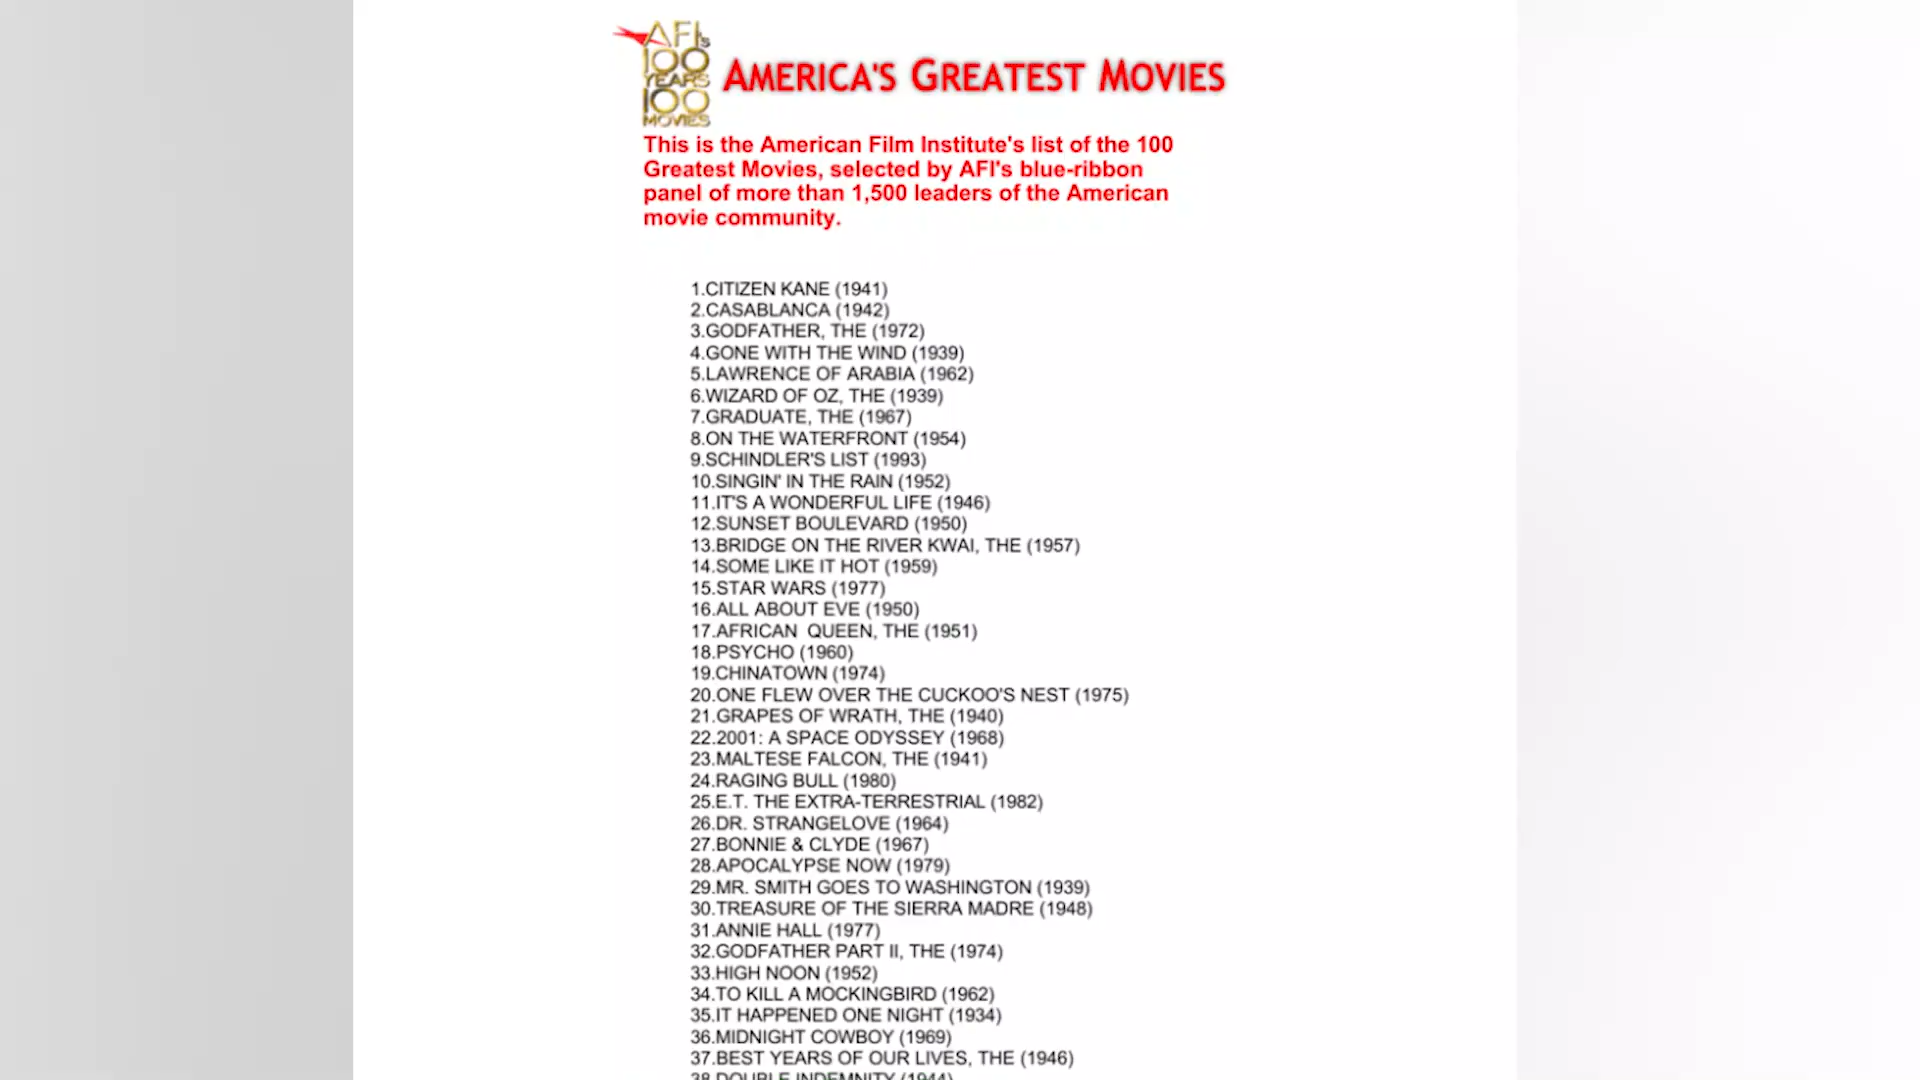 AFI's
100
YEARS
100
MOVIES
AMERICA'S GREATEST MOVIES
This is the American Film Institute's list of the 100
Greatest Movies, selected by AFI's blue-ribbon
panel of more than 1,500 leaders of the American
movie community.
1.CITIZEN KANE (1941)
2.CASABLANCA (1942)
3.GODFATHER, THE (1972)
4.GONE WITH THE WIND (1939)
5.LAWRENCE OF ARABIA (1962)
6.WIZARD OF OZ, THE (1939)
7.GRADUATE, THE (1967)
8.ON THE WATERFRONT (1954)
9.SCHINDLER'S LIST (1993)
10.SINGIN' IN THE RAIN (1952)
11.IT'S A WONDERFUL LIFE (1946)
12.SUNSET BOULEVARD (1950)
13.BRIDGE ON THE RIVER KWAI, THE (1957)
14.SOME LIKE IT HOT (1959)
15.STAR WARS (1977)
16.ALL ABOUT EVE (1950)
17.AFRICAN  QUEEN, THE (1951)
18.PSYCHO (1960)
19.CHINATOWN (1974)
20.ONE FLEW OVER THE CUCKOO'S NEST (1975)
21.GRAPES OF WRATH, THE (1940)
22.2001: A SPACE ODYSSEY (1968)
23.MALTESE FALCON, THE (1941)
24.RAGING BULL (1980)
25.E.T. THE EXTRA-TERRESTRIAL (1982)
26.DR. STRANGELOVE (1964)
27.BONNIE & CLYDE (1967)
28.APOCALYPSE NOW (1979)
29.MR. SMITH GOES TO WASHINGTON (1939)
30.TREASURE OF THE SIERRA MADRE (1948)
31.ANNIE HALL (1977)
32.GODFATHER PART II, THE (1974)
33.HIGH NOON (1952)
34.TO KILL A MOCKINGBIRD (1962)
35.IT HAPPENED ONE NIGHT (1934)
36.MIDNIGHT COWBOY (1969)
37.BEST YEARS OF OUR LIVES, THE (1946)
38.DOUBLE INDEMNITY (1944)